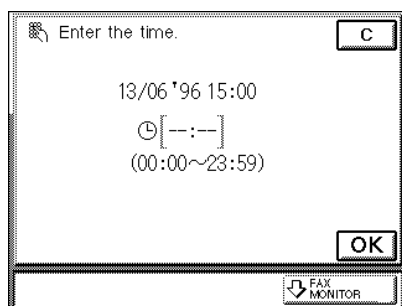 Enter the time.
C
13/06 '96 15:00
[--:--]
(00:00～23:59)
OK
FAX
MONITOR